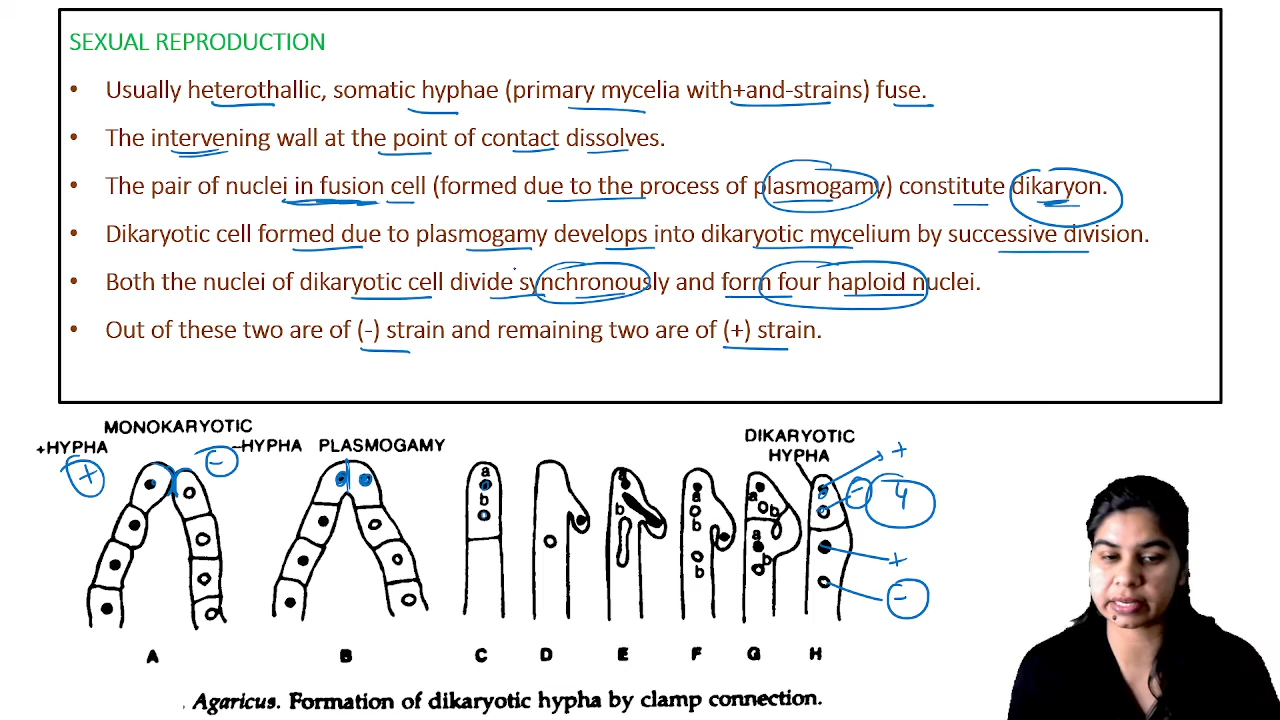 SEXUAL REPRODUCTION
• Usually heterothallic, somatic hyphae (primary mycelia with+and-strains) fuse.
• The intervening wall at the point of contact dissolves.
• The pair of nuclei in fusion cell (formed due to the process of plasmogamy) constitute dikaryon.
• Dikaryotic cell formed due to plasmogamy develops into dikaryotic mycelium by successive division.
• Both the nuclei of dikaryotic cell divide synchronously and form four haploid nuclei.
• Out of these two are of (-) strain and remaining two are of (+) strain.
MONOKARYOTIC
+HYPHA
–HYPHA
PLASMOGAMY
DIKARYOTIC
HYPHA
+
-
a
b
a
b
a
b
b
a
b
a
b
+
-
4
+
-
A B C D E F G H
Agaricus. Formation of dikaryotic hypha by clamp connection.